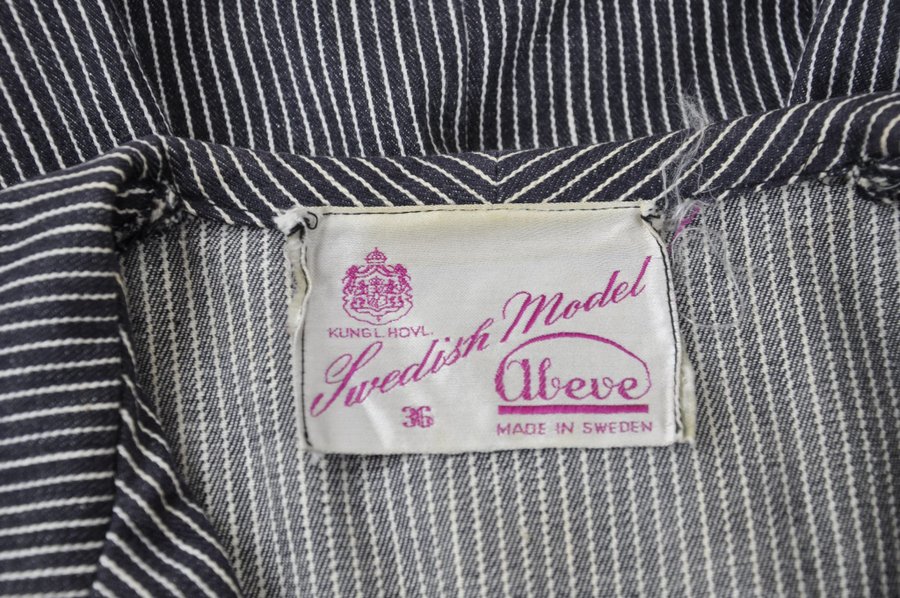 KUNGL. HOVL.
Swedish Model
abeve
36
MADE IN SWEDEN